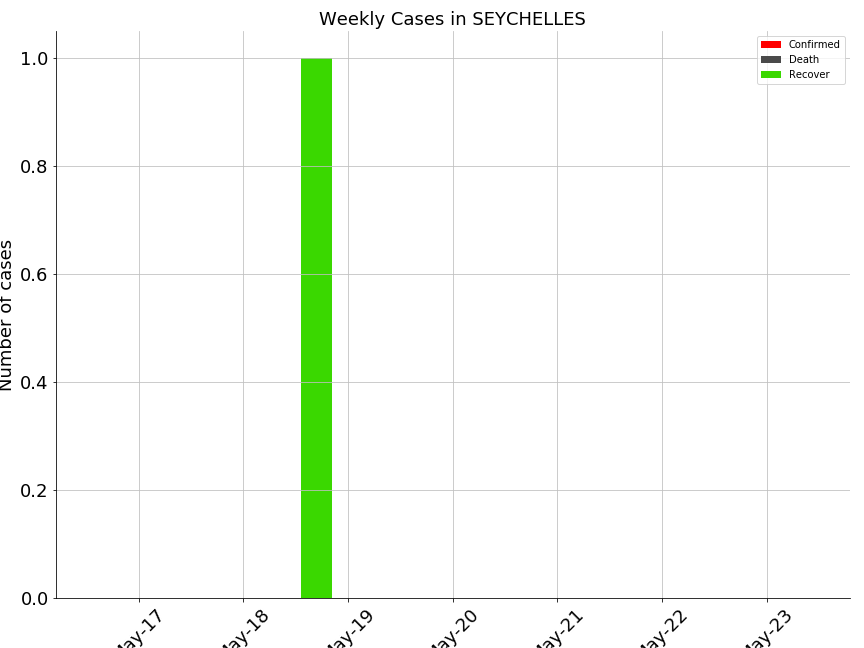 Weekly Cases in SEYCHELLES
Confirmed
Death
Recover
Number of cases
1.0
0.8
0.6
0.4
0.2
0.0
May-17
May-18
May-19
May-20
May-21
May-22
May-23